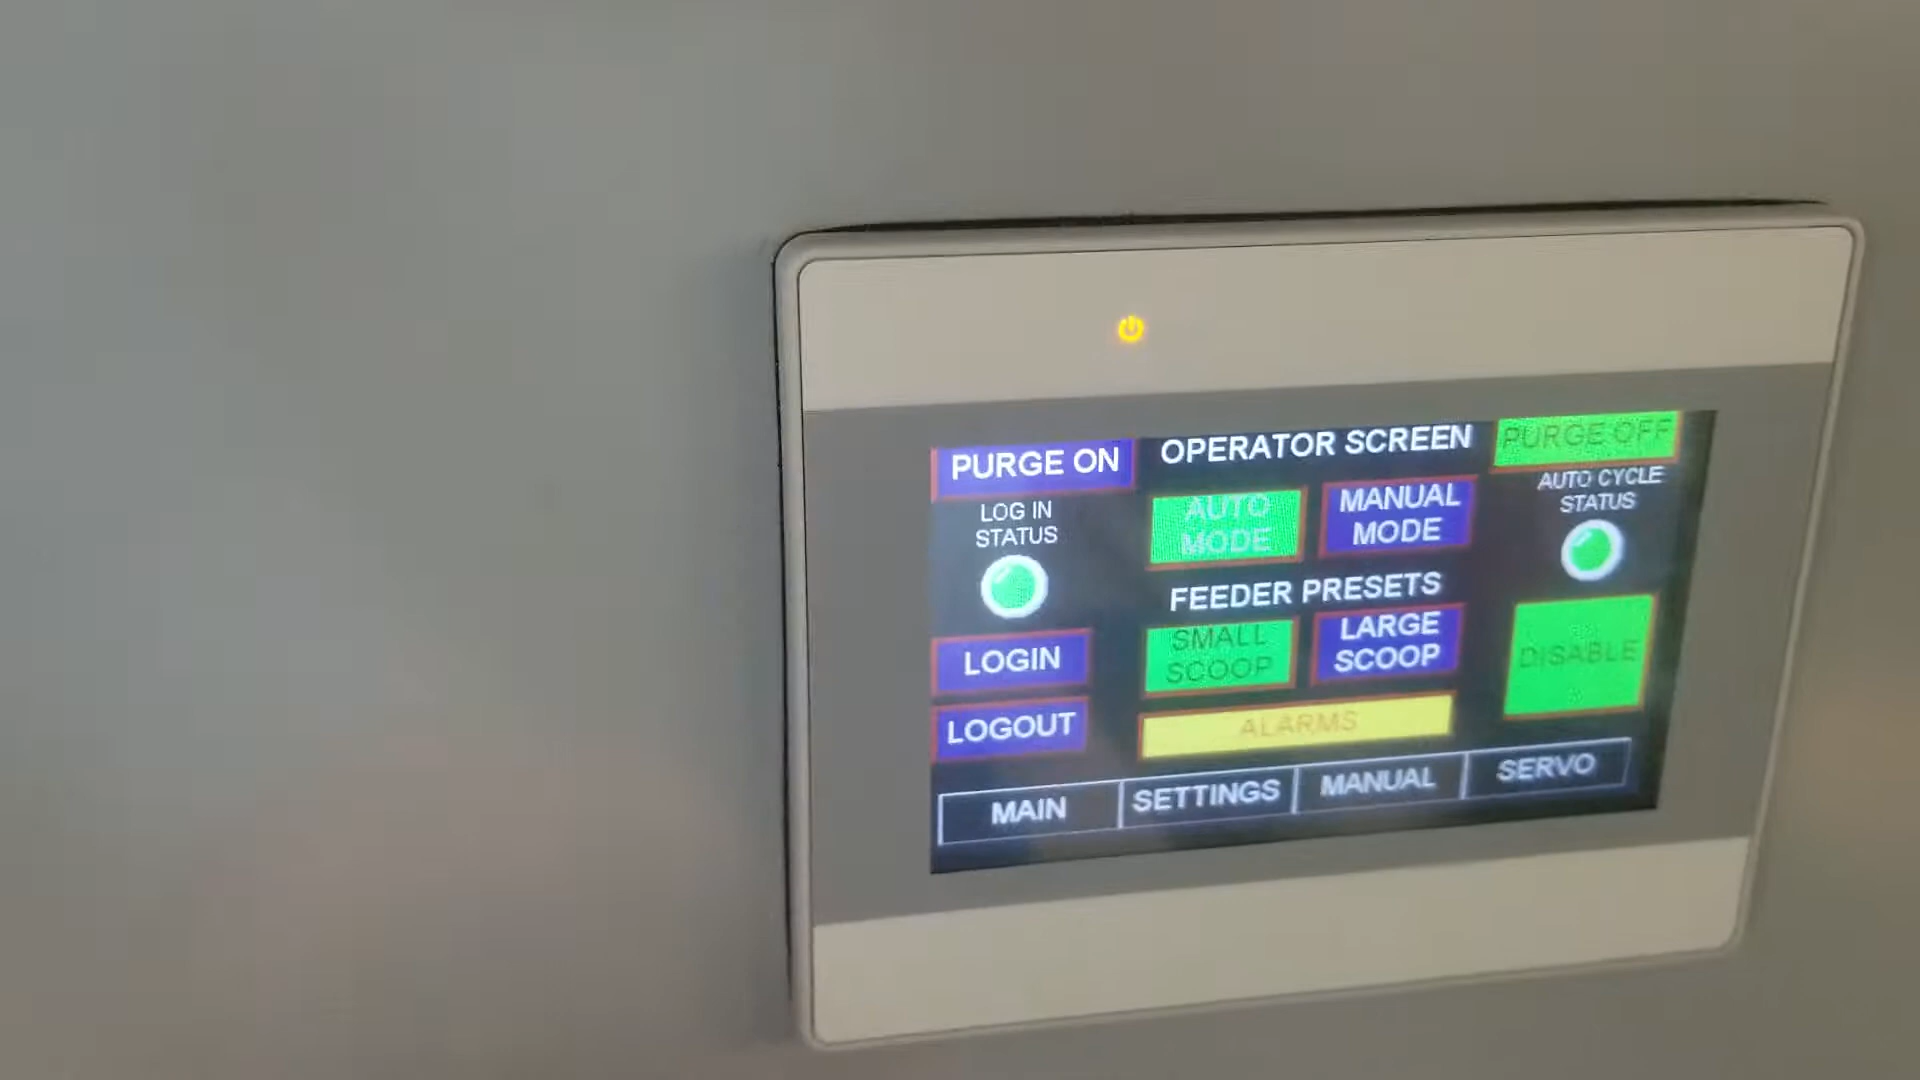 PURGE ON
OPERATOR SCREEN
PURGE OFF
LOG IN
STATUS
AUTO
MODE
MANUAL
MODE
AUTO CYCLE
STATUS
FEEDER PRESETS
LOGIN
SMALL
SCOOP
LARGE
SCOOP
DISABLE
LOGOUT
ALARMS
MAIN
SETTINGS
MANUAL
SERVO